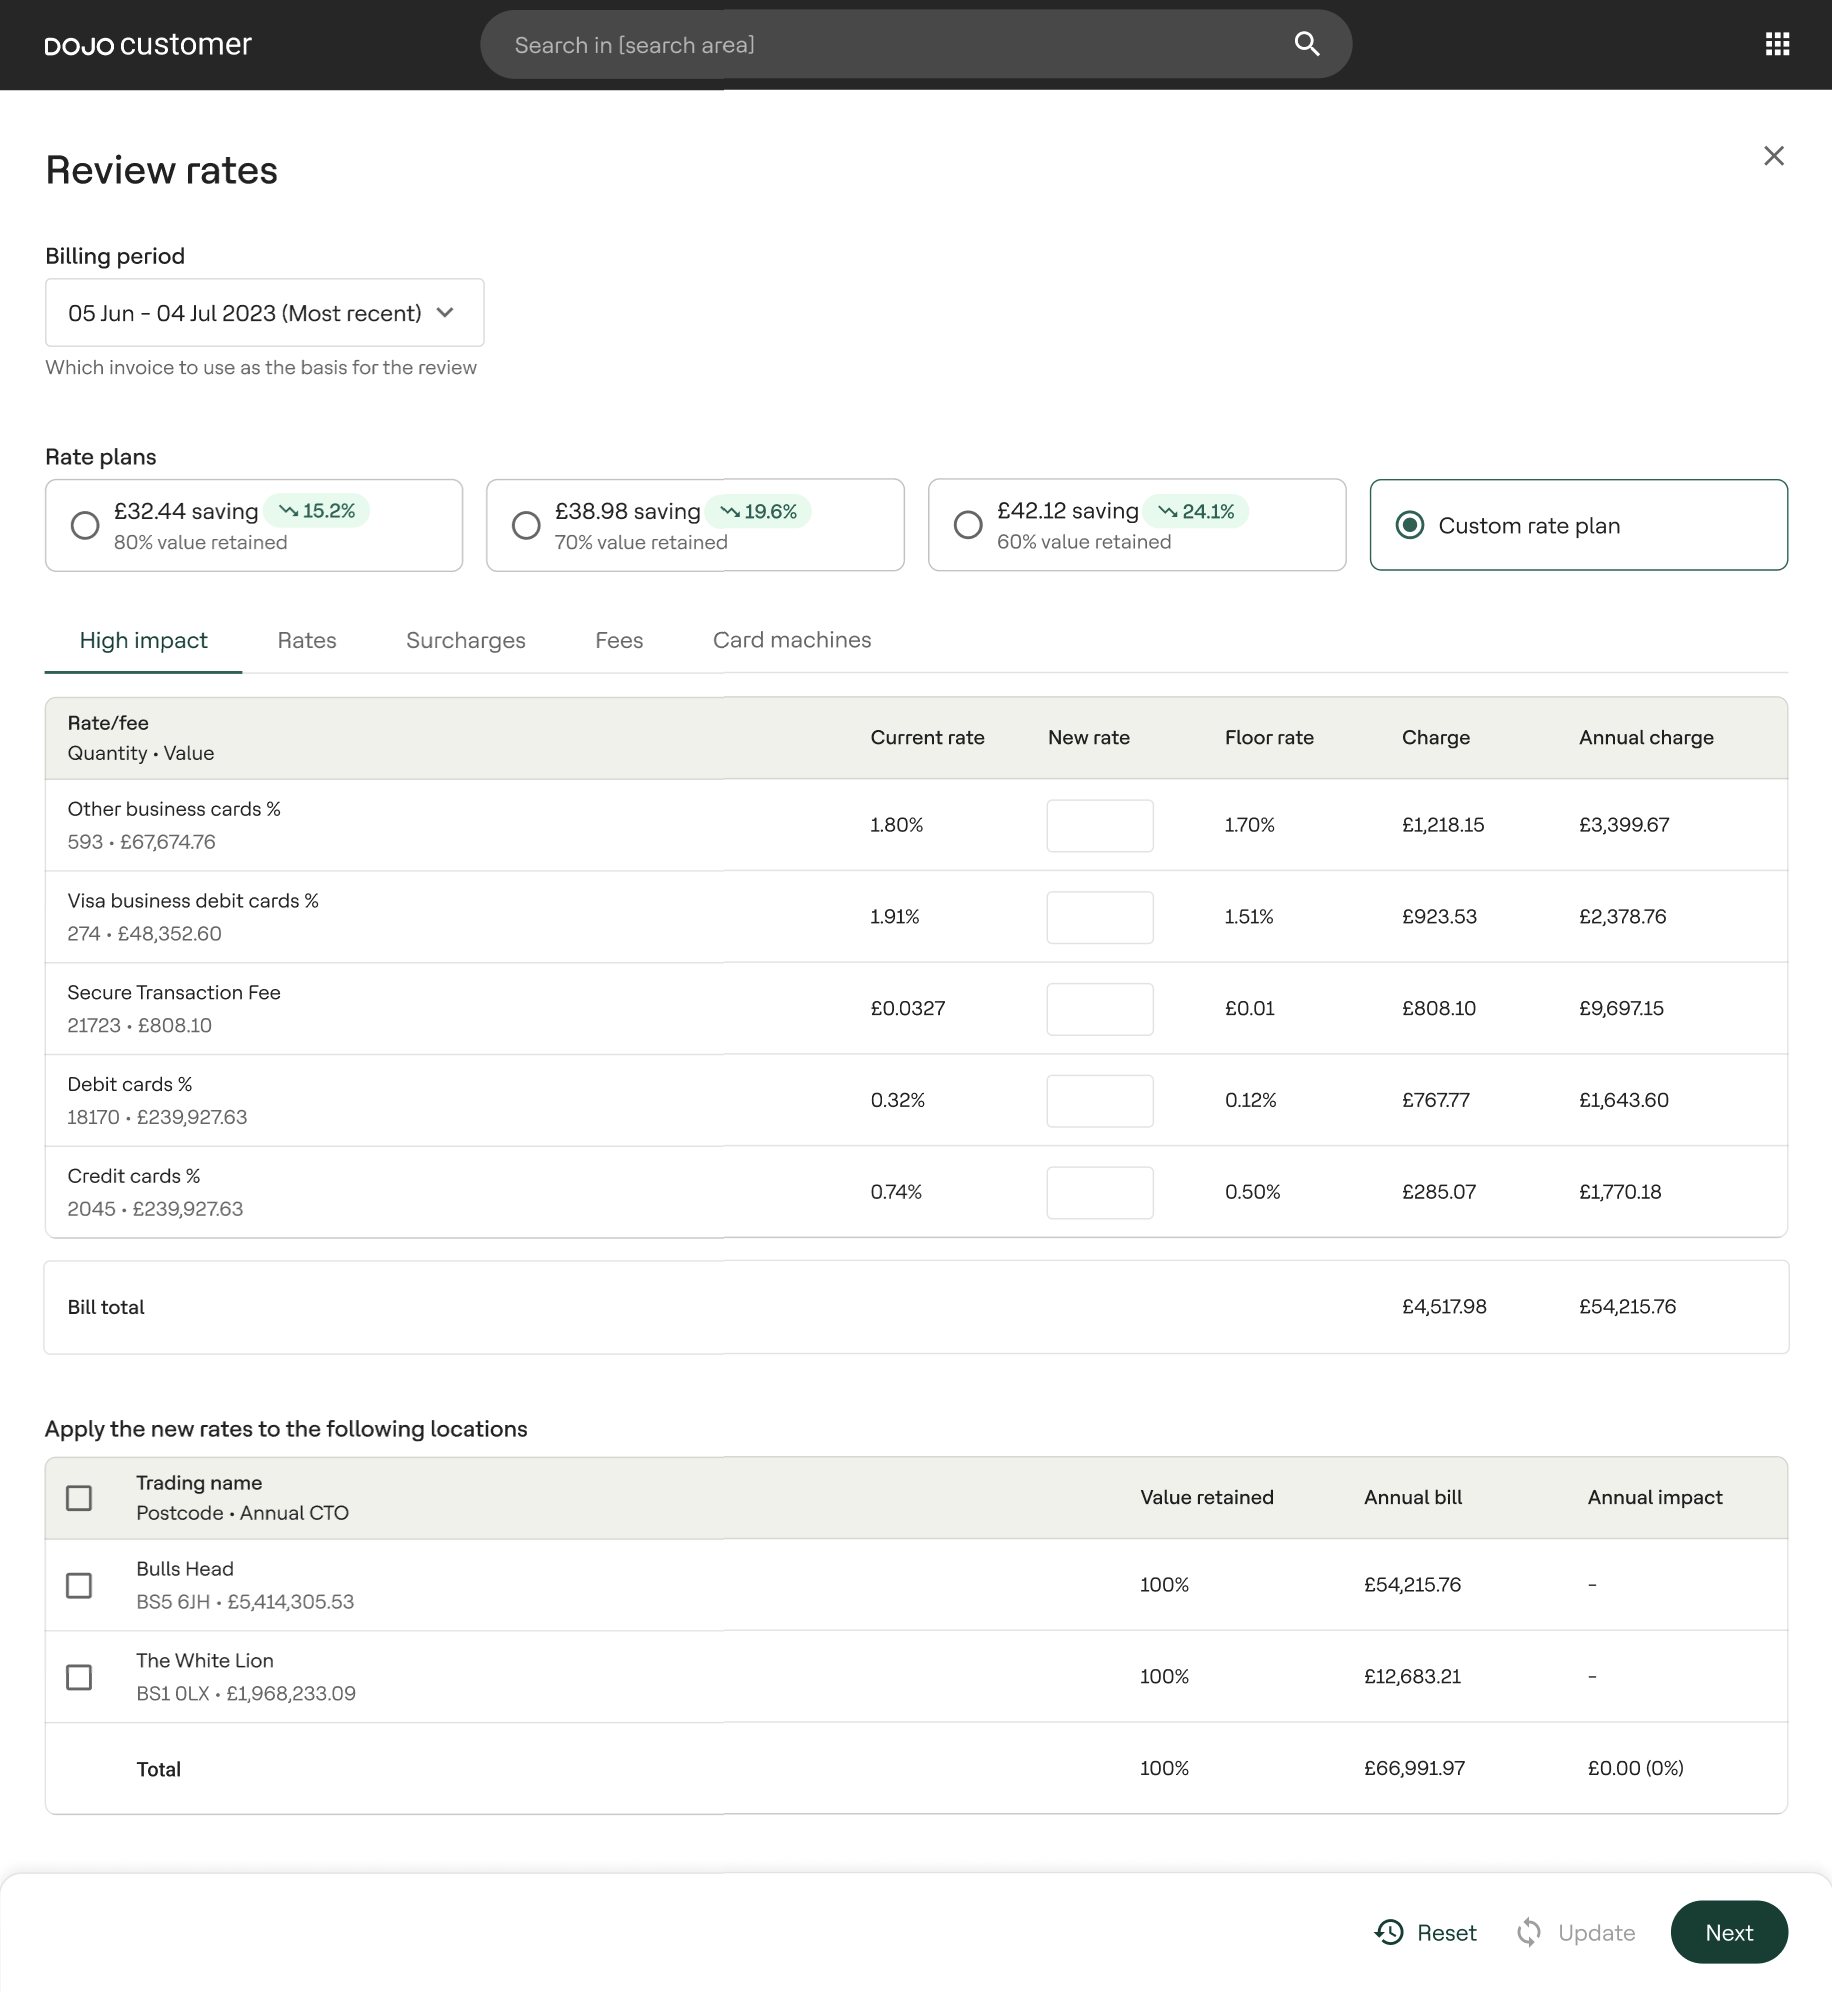 DOJO customer
Search in [search area]
Review rates
Billing period
05 Jun - 04 Jul 2023 (Most recent)
Which invoice to use as the basis for the review
Rate plans
£32.44 saving 15.2%
80% value retained
£38.98 saving 19.6%
70% value retained
£42.12 saving 24.1%
60% value retained
Custom rate plan
High impact Rates Surcharges Fees Card machines
Rate/fee
Quantity • Value
Current rate New rate Floor rate Charge Annual charge
Other business cards %
593 • £67,674.76
1.80% 1.70% £1,218.15 £3,399.67
Visa business debit cards %
274 • £48,352.60
1.91% 1.51% £923.53 £2,378.76
Secure Transaction Fee
21723 • £808.10
£0.0327 £0.01 £808.10 £9,697.15
Debit cards %
18170 • £239,927.63
0.32% 0.12% £767.77 £1,643.60
Credit cards %
2045 • £239,927.63
0.74% 0.50% £285.07 £1,770.18
Bill total £4,517.98 £54,215.76
Apply the new rates to the following locations
Trading name
Postcode • Annual CTO
Value retained Annual bill Annual impact
Bulls Head
BS5 6JH • £5,414,305.53
100% £54,215.76 -
The White Lion
BS1 0LX • £1,968,233.09
100% £12,683.21 -
Total 100% £66,991.97 £0.00 (0%)
Reset Update Next